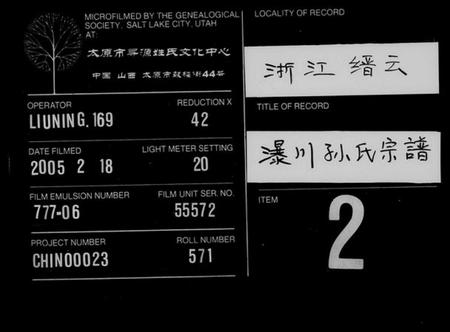 MICROFILMED BY THE GENEALOGICAL
SOCIETY, SALT LAKE CITY, UTAH
AT:
太原市寻源姓氏文化中心
中国 山西 太原市鼓楼街44号
OPERATOR
LIUNING. 169
REDUCTION X
42
DATE FILMED
2005 2 18
LIGHT METER SETTING
20
FILM EMULSION NUMBER
777-06
FILM UNIT SER. NO.
55572
PROJECT NUMBER
CHIN00023
ROLL NUMBER
571
LOCALITY OF RECORD
浙江 缙云
TITLE OF RECORD
瀑川孙氏宗譜
ITEM
2